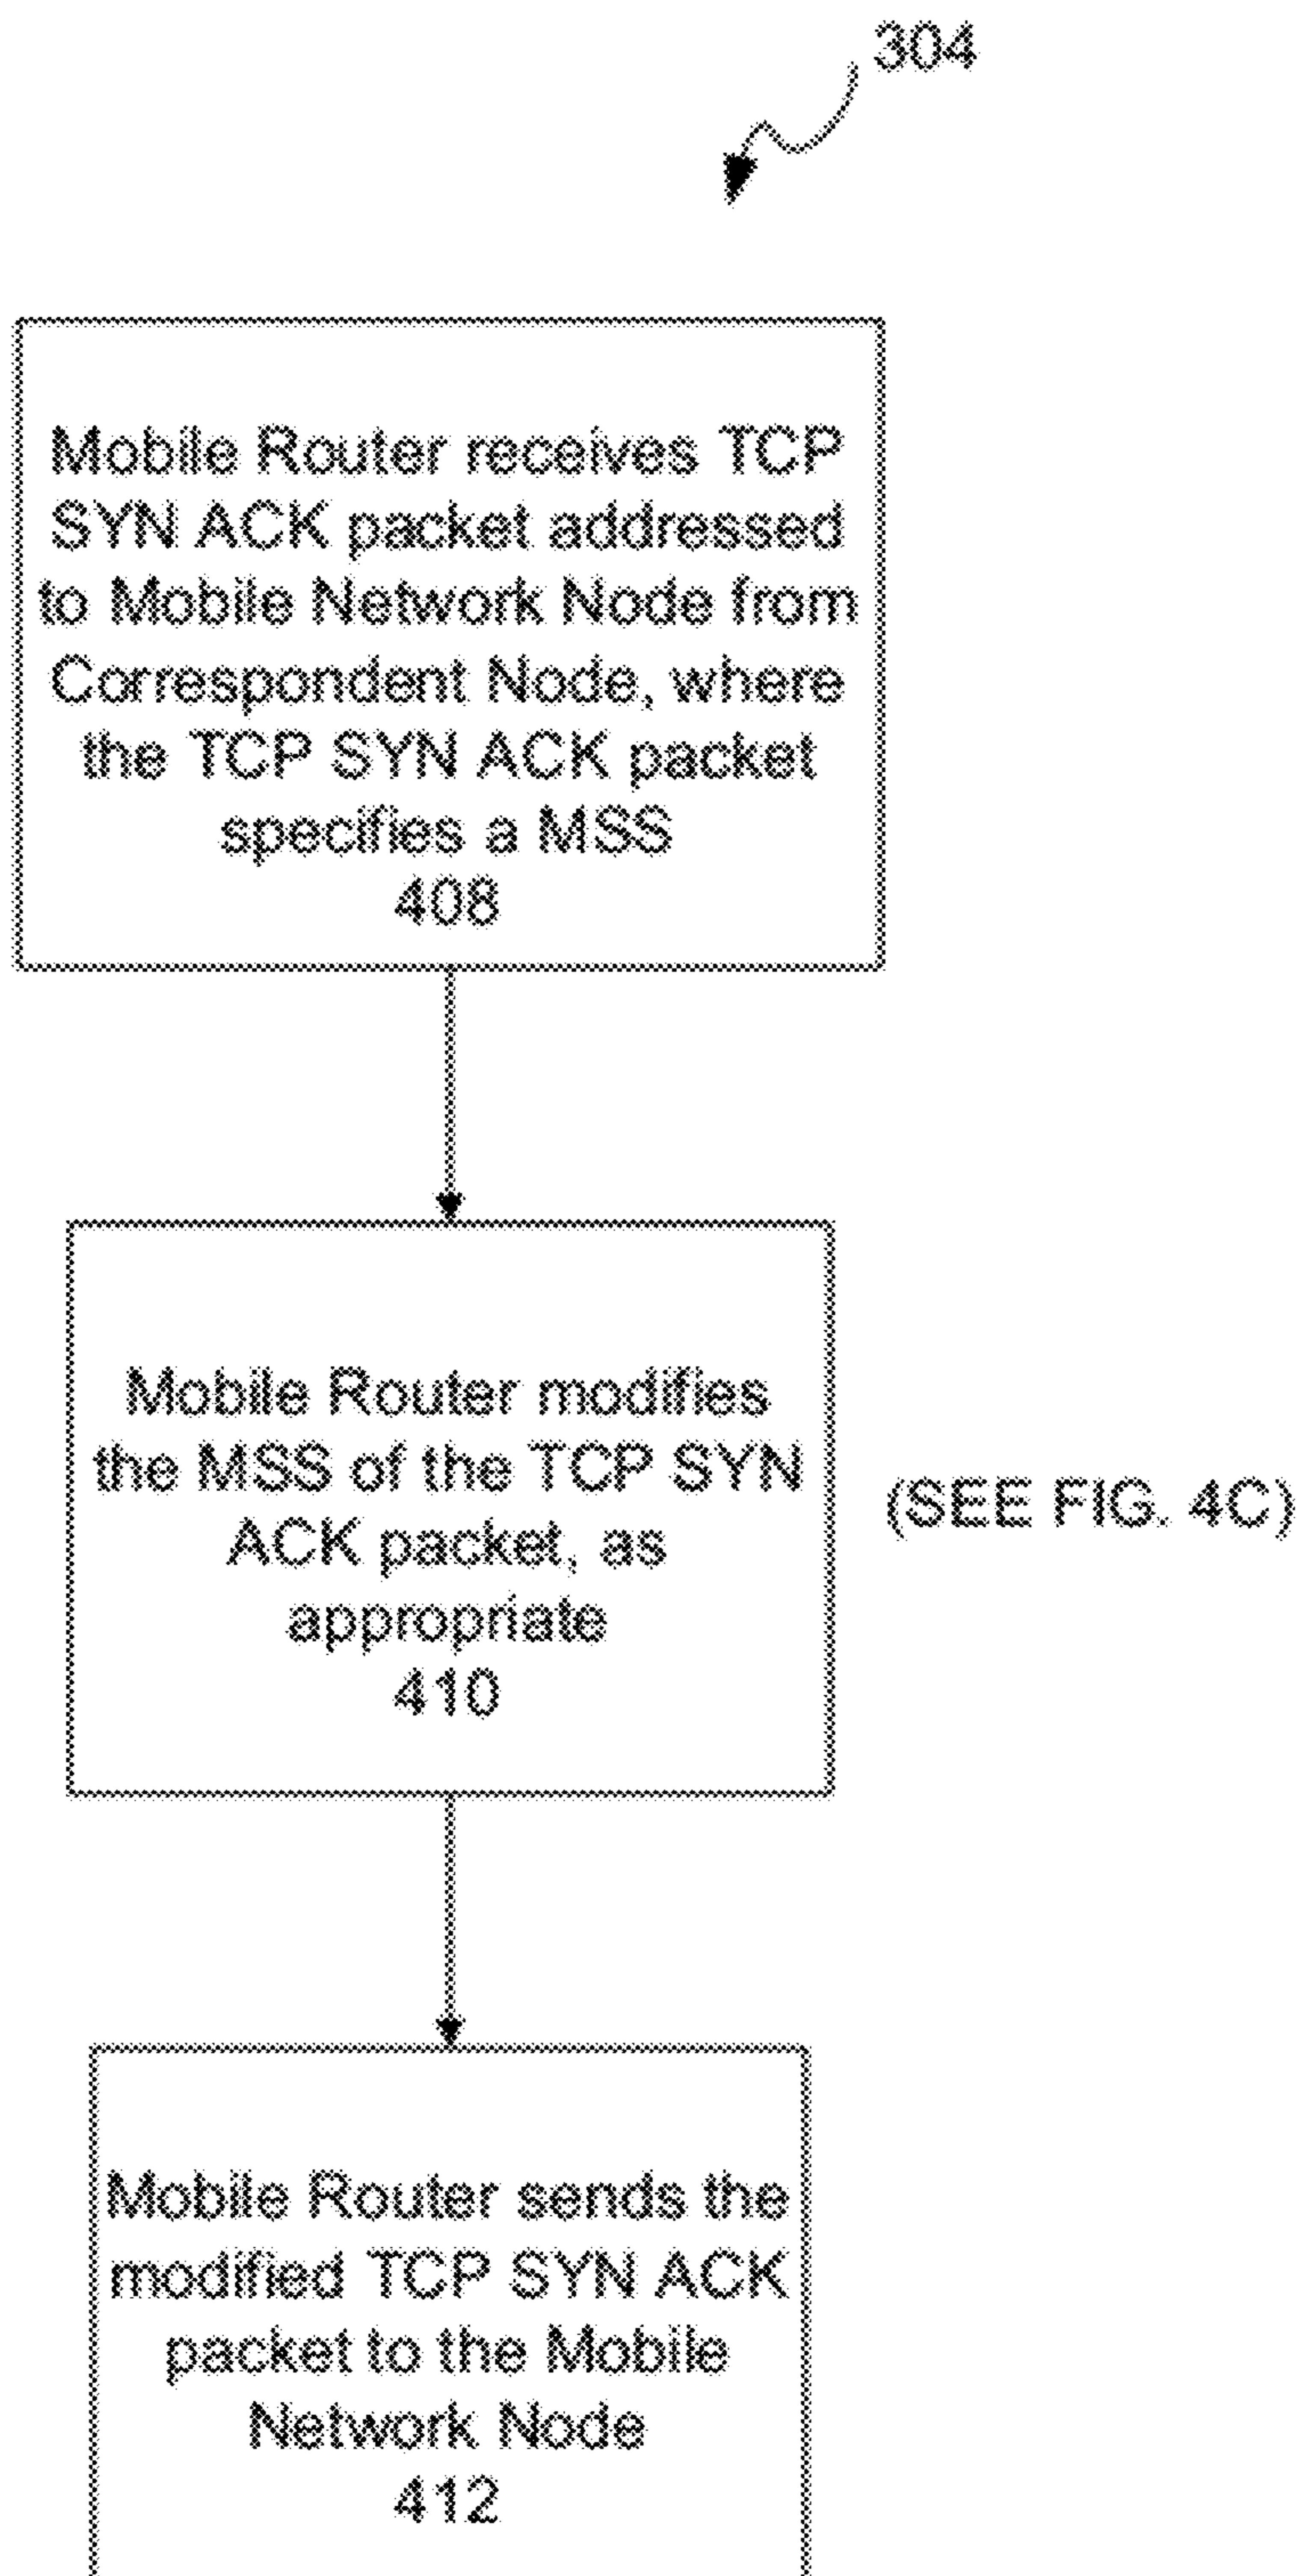 304
Mobile Router receives TCP
SYN ACK packet addressed
to Mobile Network Node from
Correspondent Node, where
the TCP SYN ACK packet
specifies a MSS
408
Mobile Router modifies
the MSS of the TCP SYN
ACK packet, as
appropriate
410
(SEE FIG. 4C)
Mobile Router sends the
modified TCP SYN ACK
packet to the Mobile
Network Node
412